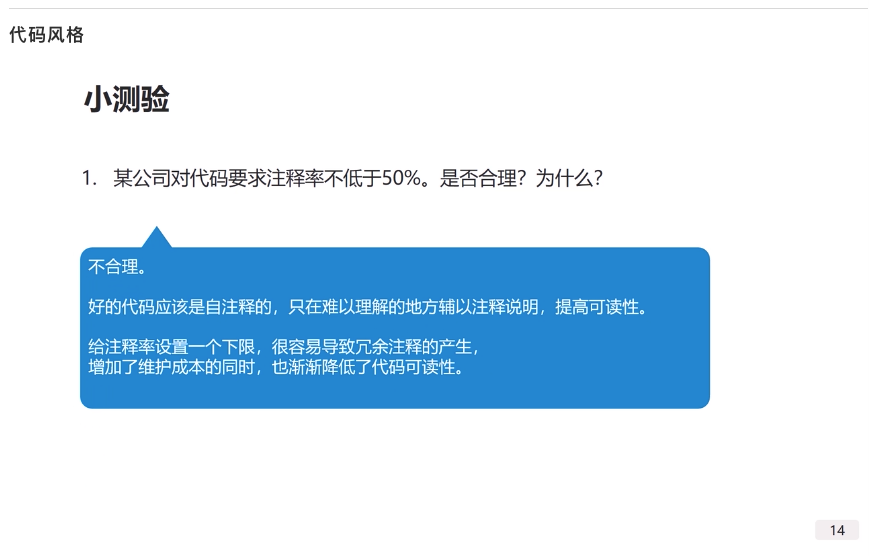 代码风格
小测验
1. 某公司对代码要求注释率不低于50%。是否合理？为什么？
不合理。
好的代码应该是自注释的，只在难以理解的地方辅以注释说明，提高可读性。
给注释率设置一个下限，很容易导致冗余注释的产生，
增加了维护成本的同时，也渐渐降低了代码可读性。
14